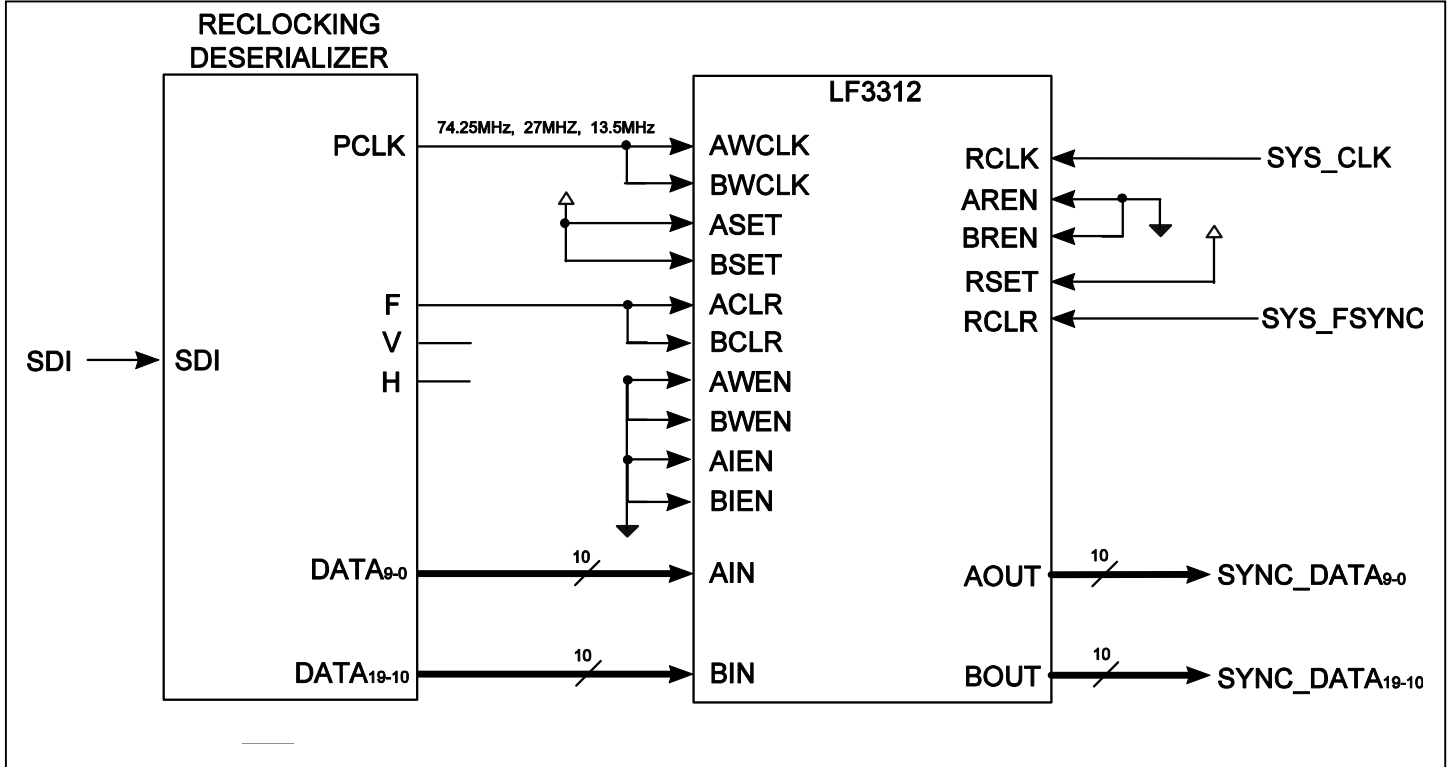 RECLOCKING
DESERIALIZER
LF3312
PCLK
74.25MHz, 27MHZ, 13.5MHz
AWCLK
BWCLK
ASET
BSET
F
V
H
ACLR
BCLR
SDI
SDI
AWEN
BWEN
AIEN
BIEN
DATA9-0
10
AIN
DATA19-10
10
BIN
RCLK
SYS_CLK
AREN
BREN
RSET
RCLR
SYS_FSYNC
AOUT
10
SYNC_DATA9-0
BOUT
10
SYNC_DATA19-10